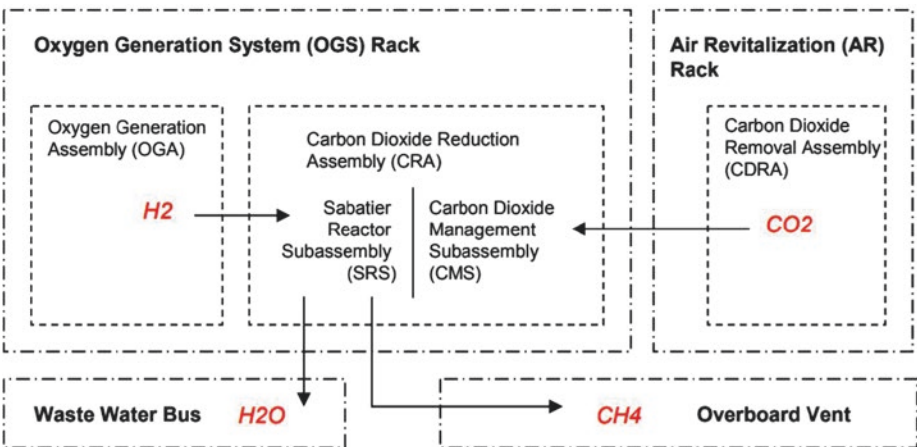 Oxygen Generation System (OGS) Rack
Air Revitalization (AR)
Rack
Oxygen Generation
Assembly (OGA)
H2
Carbon Dioxide Reduction
Assembly (CRA)
Sabatier
Reactor
Subassembly
(SRS)
Carbon Dioxide
Management
Subassembly
(CMS)
Carbon Dioxide
Removal Assembly
(CDRA)
CO2
Waste Water Bus H2O
CH4 Overboard Vent